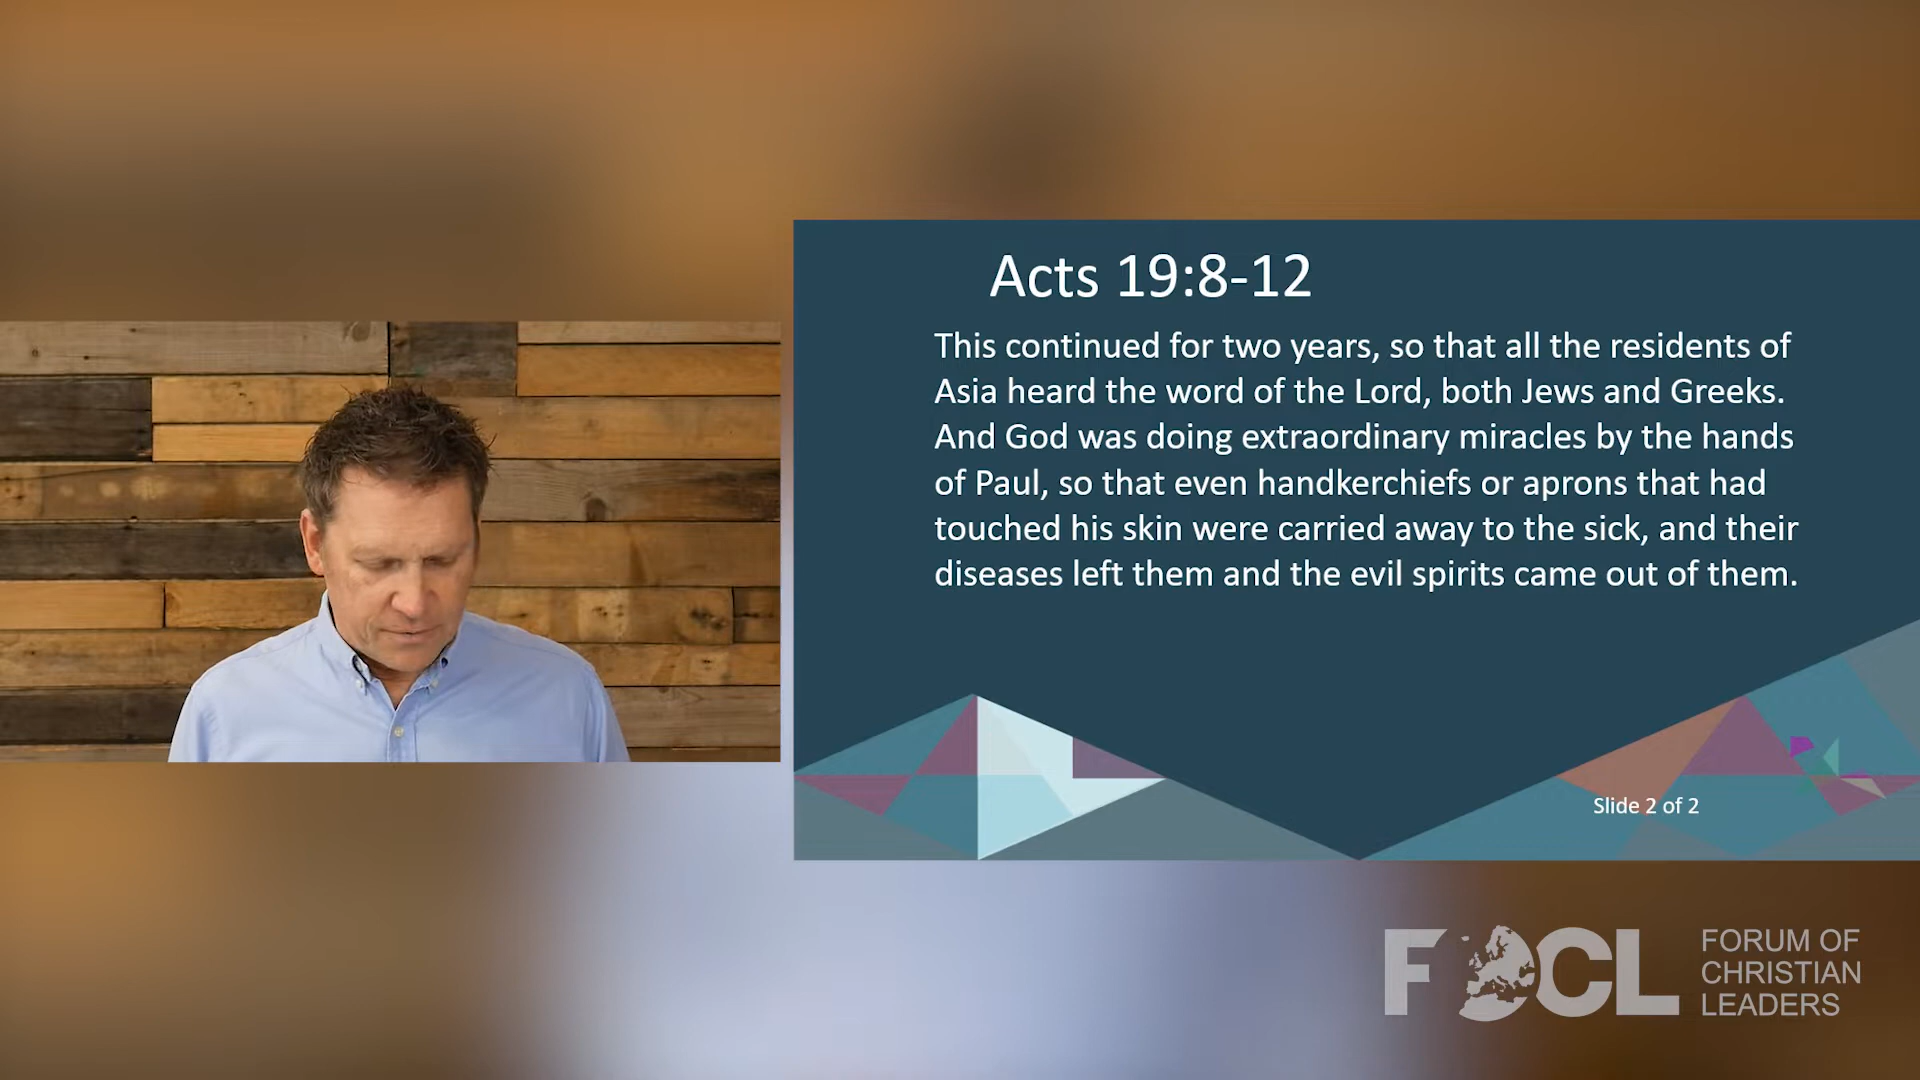 Acts 19:8-12
This continued for two years, so that all the residents of
Asia heard the word of the Lord, both Jews and Greeks.
And God was doing extraordinary miracles by the hands
of Paul, so that even handkerchiefs or aprons that had
touched his skin were carried away to the sick, and their
diseases left them and the evil spirits came out of them.
Slide 2 of 2
FOCL
FORUM OF
CHRISTIAN
LEADERS